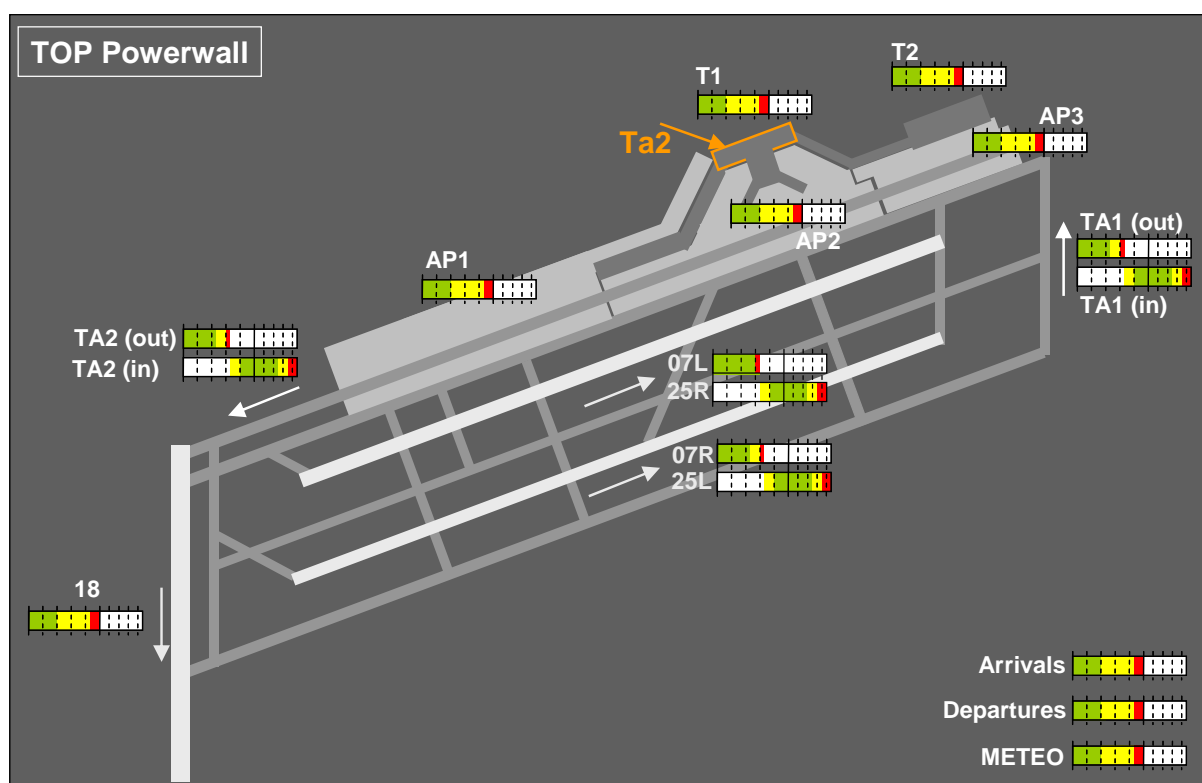 TOP Powerwall
T2
T1
AP3
Ta2
TA1 (out)
AP2
AP1
TA1 (in)
TA2 (out)
TA2 (in)
07L
25R
07R
25L
18
Arrivals
Departures
METEO